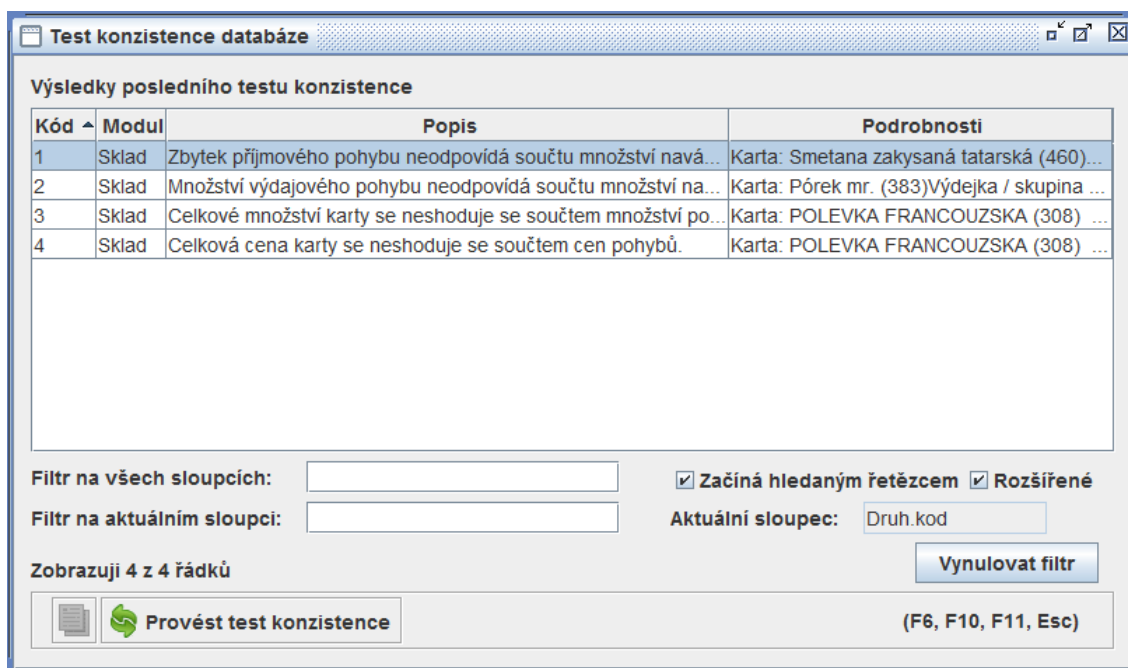 Test konzistence databáze
Výsledky posledního testu konzistence
Kód Modul Popis Podrobnosti
1 Sklad Zbytek příjmového pohybu neodpovídá součtu množství navá... Karta: Smetana zakysaná tatarská (460)...
2 Sklad Množství výdajového pohybu neodpovídá součtu množství na... Karta: Pórek mr. (383)Výdejka / skupina ...
3 Sklad Celkové množství karty se neshoduje se součtem množství po... Karta: POLEVKA FRANCOUZSKA (308) ...
4 Sklad Celková cena karty se neshoduje se součtem cen pohybů. Karta: POLEVKA FRANCOUZSKA (308) ...
Filtr na všech sloupcích: Začíná hledaným řetězcem Rozšířené
Filtr na aktuálním sloupci: Aktuální sloupec: Druh.kod
Vynulovat filtr
Zobrazuji 4 z 4 řádků
Provést test konzistence (F6, F10, F11, Esc)